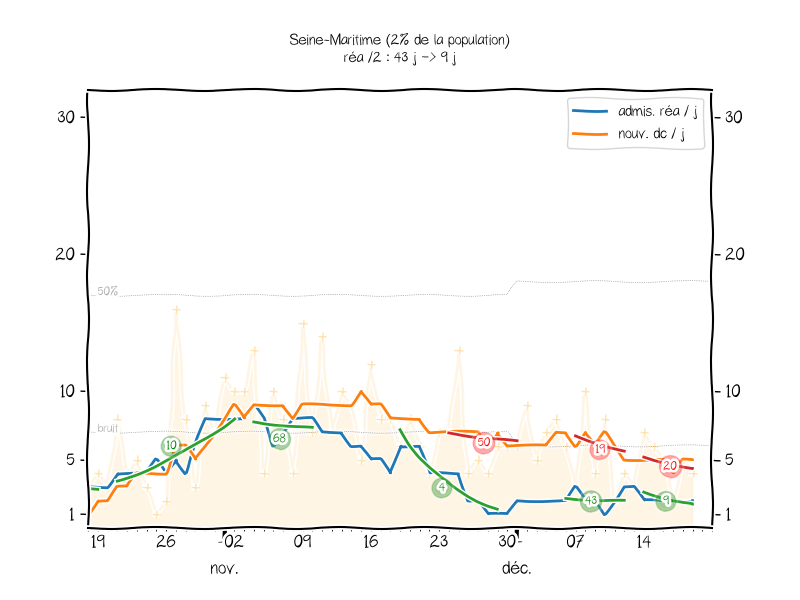 Seine-Maritime (2% de la population)
réa /2 : 43 j -> 9 j
admis. réa / j
nouv. dc / j
30 30
20 20
50%
10 10
bruit
5 5
1 1
10 68 4 50 19 43 20 9
19 26 -02 09 16 23 30- 07 14
nov. déc.